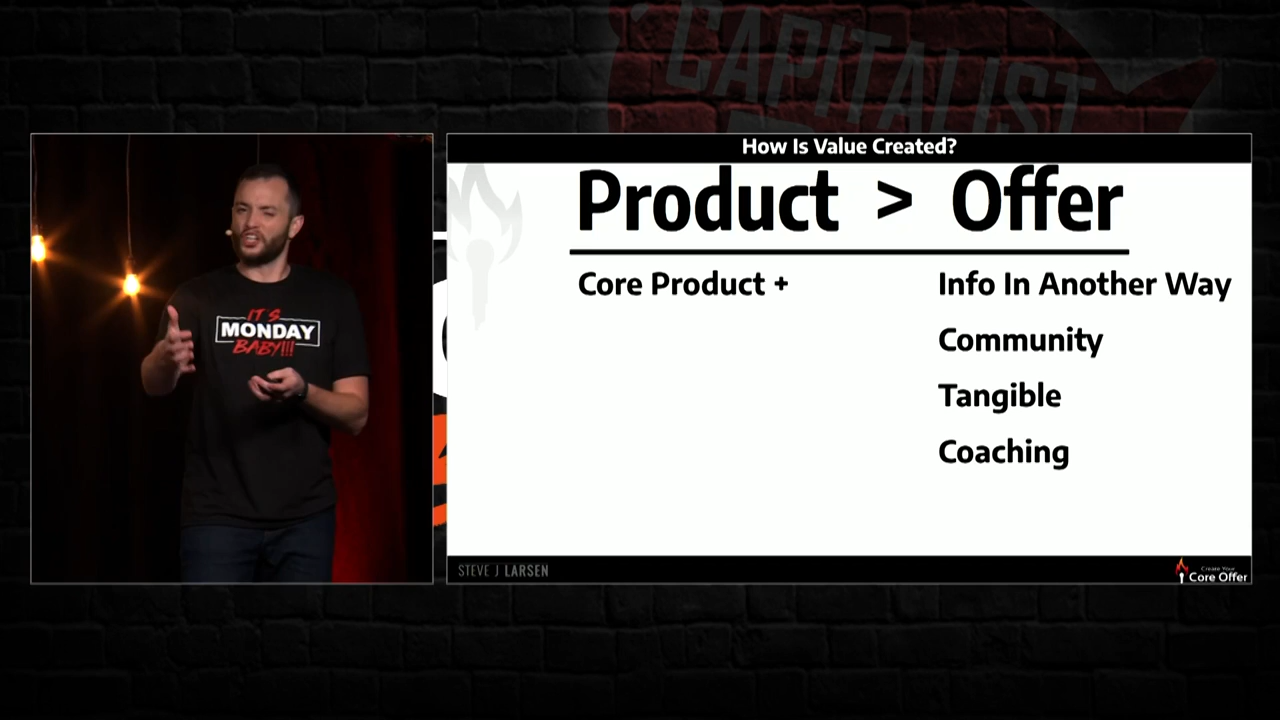 CAPITALIST
How Is Value Created?
Product > Offer
Core Product +
Info In Another Way
Community
Tangible
Coaching
IT'S
MONDAY
BABY!!!
STEVE J LARSEN
Create Your
Core Offer